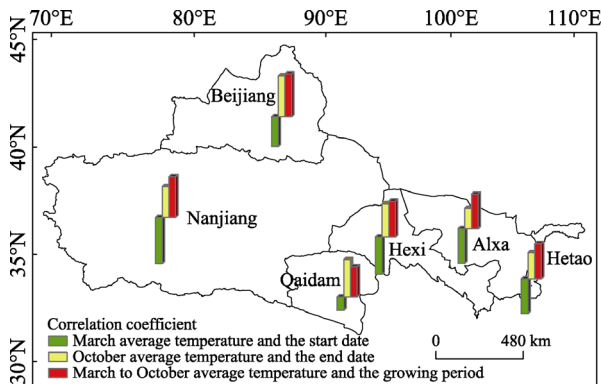 70°E 80°E 90°E 100°E 110°E
45°N
Beijiang
40°N
Nanjiang
Hexi
Alxa
Hetao
35°N
Qaidam
Correlation coefficient
March average temperature and the start date
October average temperature and the end date
March to October average temperature and the growing period
0 480 km
30°N